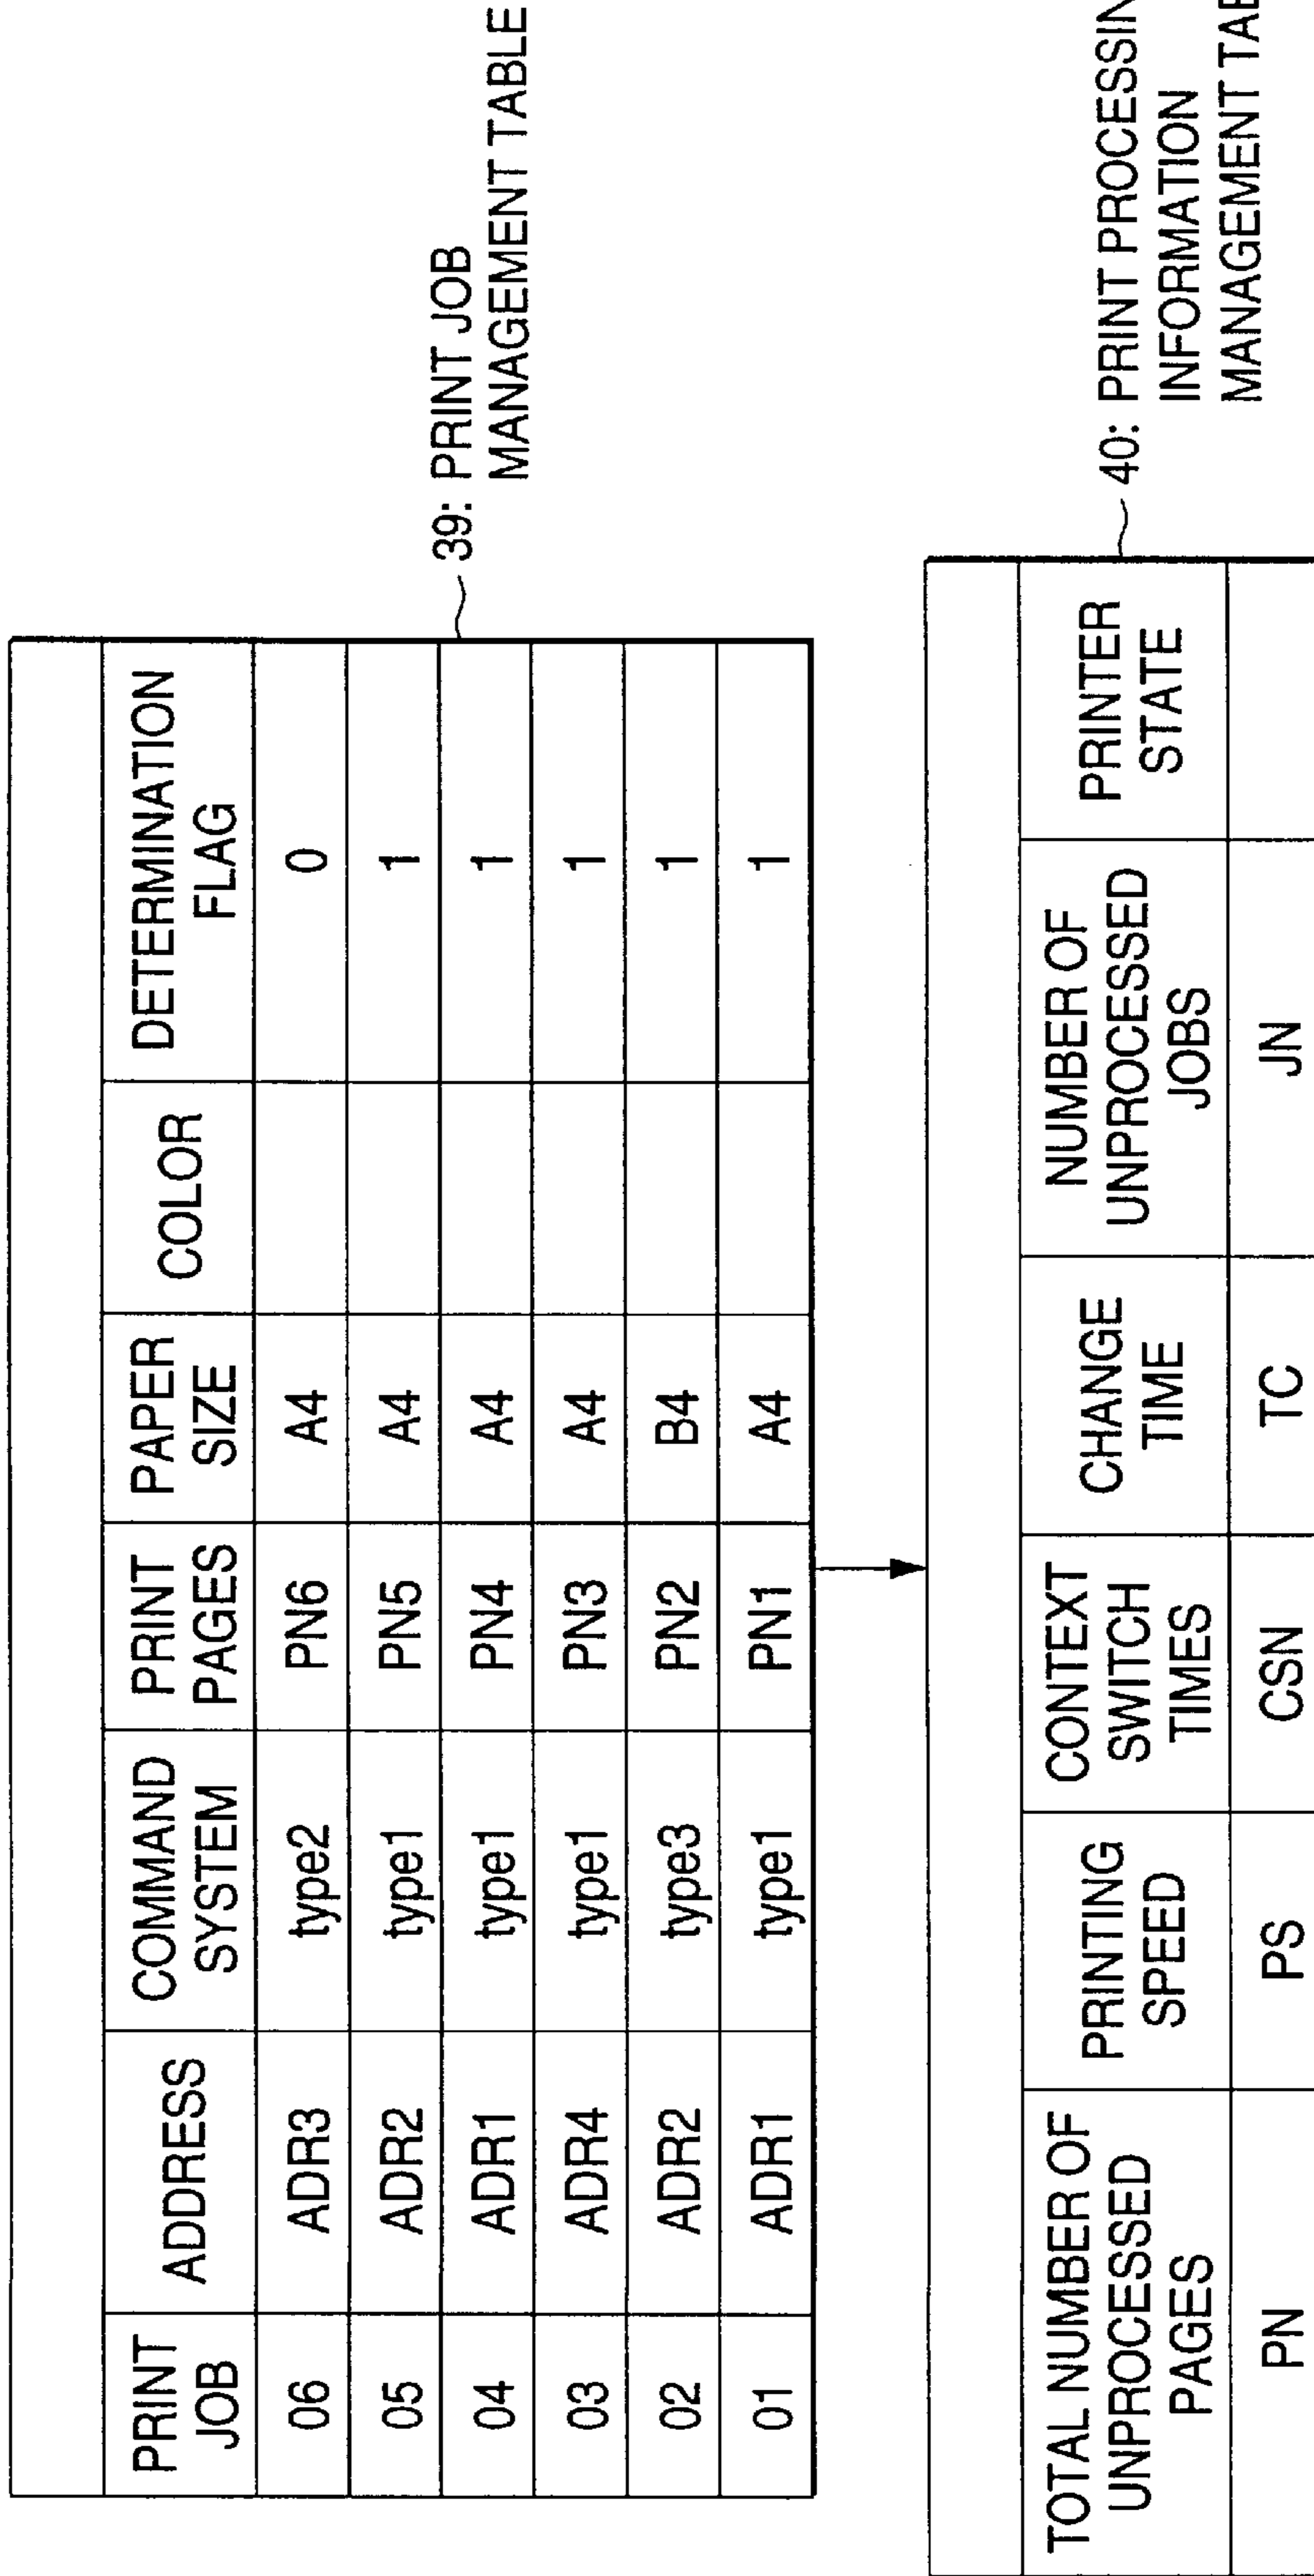 PRINT JOB ADDRESS COMMAND SYSTEM PRINT PAGES PAPER SIZE COLOR DETERMINATION FLAG
06 ADR3 type2 PN6 A4 0
05 ADR2 type1 PN5 A4 1
04 ADR1 type1 PN4 A4 1
03 ADR4 type1 PN3 A4 1
02 ADR2 type3 PN2 B4 1
01 ADR1 type1 PN1 A4 1
39: PRINT JOB
MANAGEMENT TABLE
TOTAL NUMBER OF UNPROCESSED PAGES PRINTING SPEED CONTEXT SWITCH TIMES CHANGE TIME NUMBER OF UNPROCESSED JOBS PRINTER STATE
PN PS CSN TC JN
40: PRINT PROCESSIN
INFORMATION
MANAGEMENT TAB